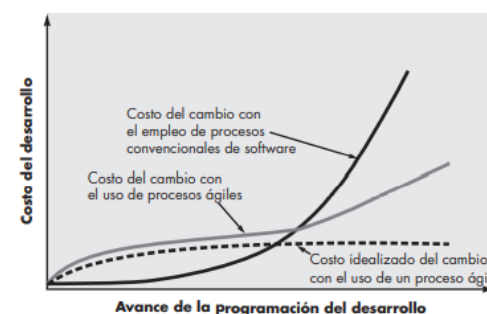 Costo del desarrollo
Costo del cambio con
el empleo de procesos
convencionales de software
Costo del cambio con
el uso de procesos ágiles
Costo idealizado del cambio
con el uso de un proceso ági
Avance de la programación del desarrollo